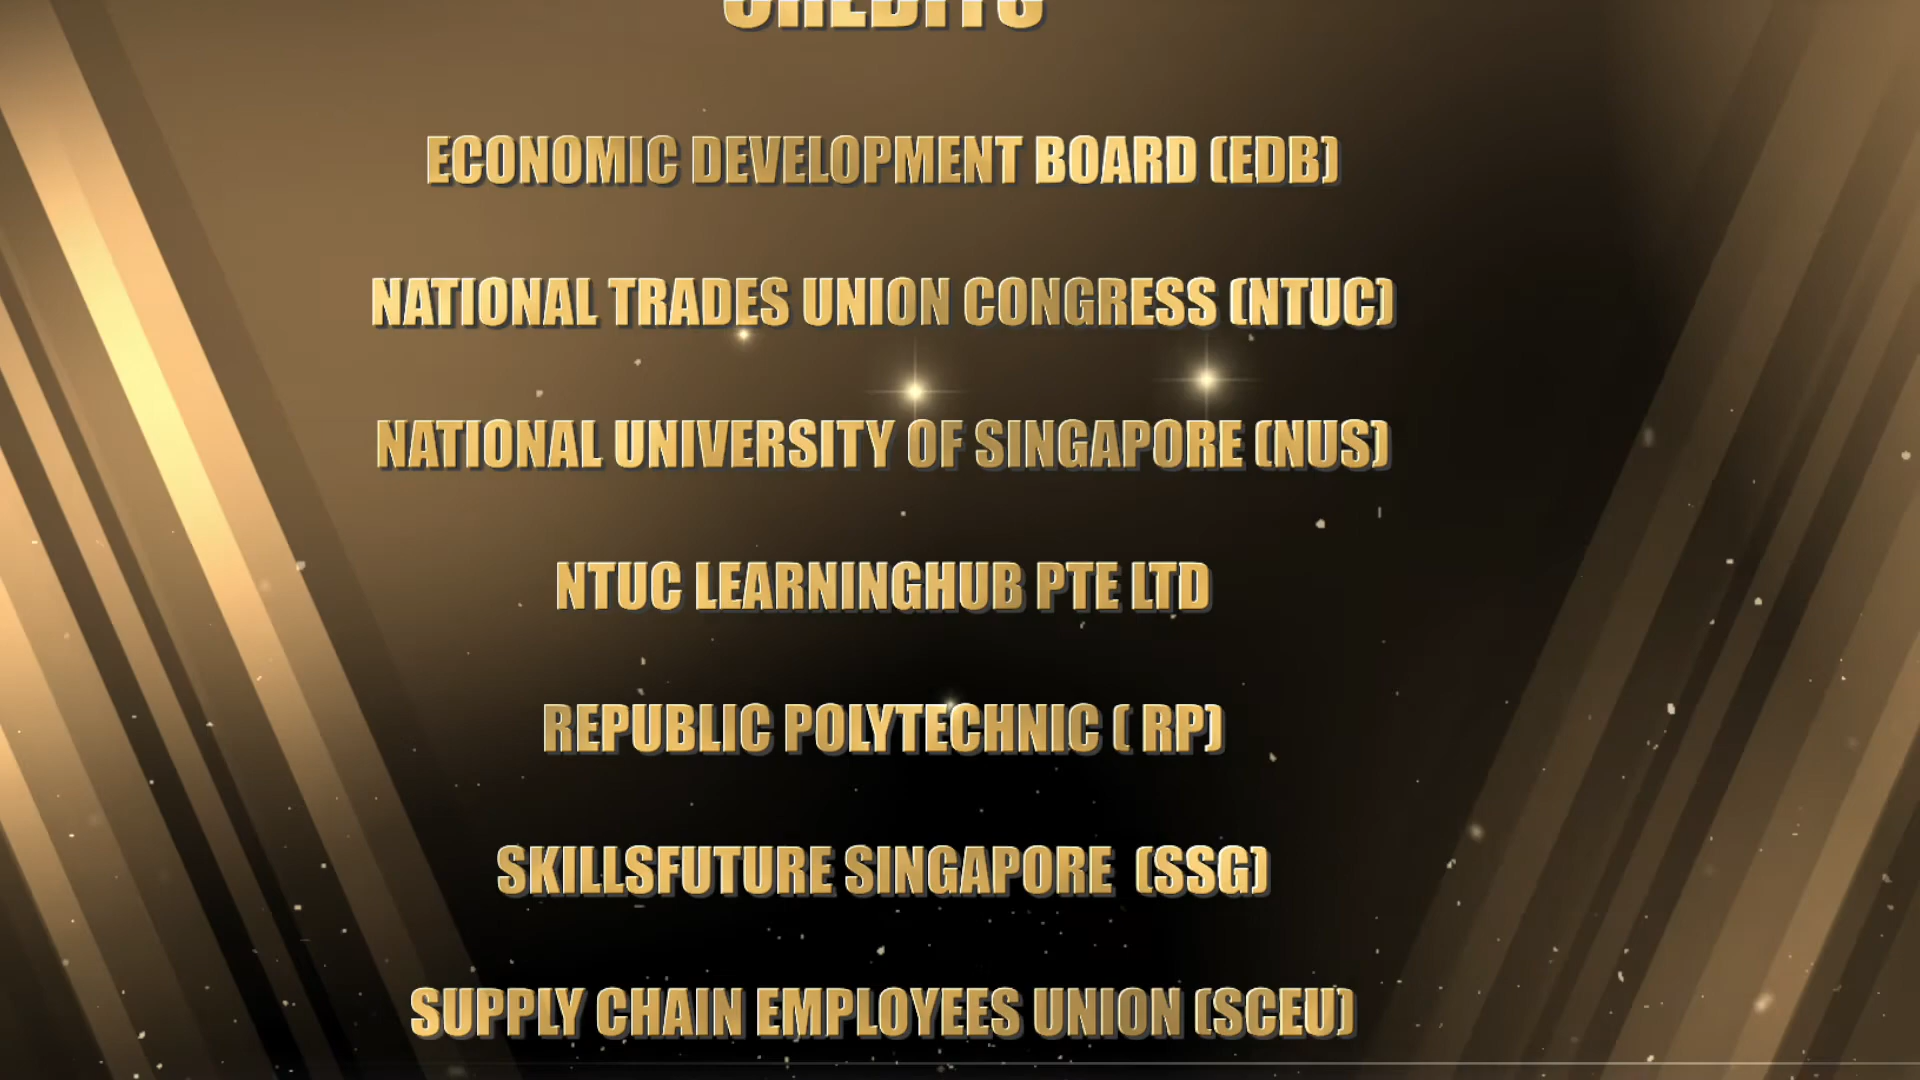 CREDITS
ECONOMIC DEVELOPMENT BOARD (EDB)
NATIONAL TRADES UNION CONGRESS (NTUC)
NATIONAL UNIVERSITY OF SINGAPORE (NUS)
NTUC LEARNINGHUB PTE LTD
REPUBLIC POLYTECHNIC ( RP)
SKILLSFUTURE SINGAPORE  (SSG)
SUPPLY CHAIN EMPLOYEES UNION (SCEU)